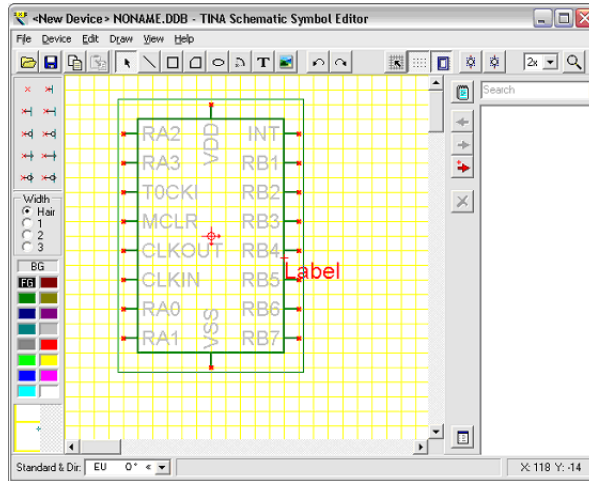 <New Device> NONAME.DDB - TINA Schematic Symbol Editor
File Device Edit Draw View Help
T
2x
Search
Width
Hair
1
2
3
BG
FG
RA2 VDD INT
RA3 RB1
T0CKI RB2
MCLR RB3
CLKOUT RB4
Label
CLKIN RB5
RA0 RB6
RA1 VSS RB7
Standard & Dir: EU 0° <
X: 118 Y: -14